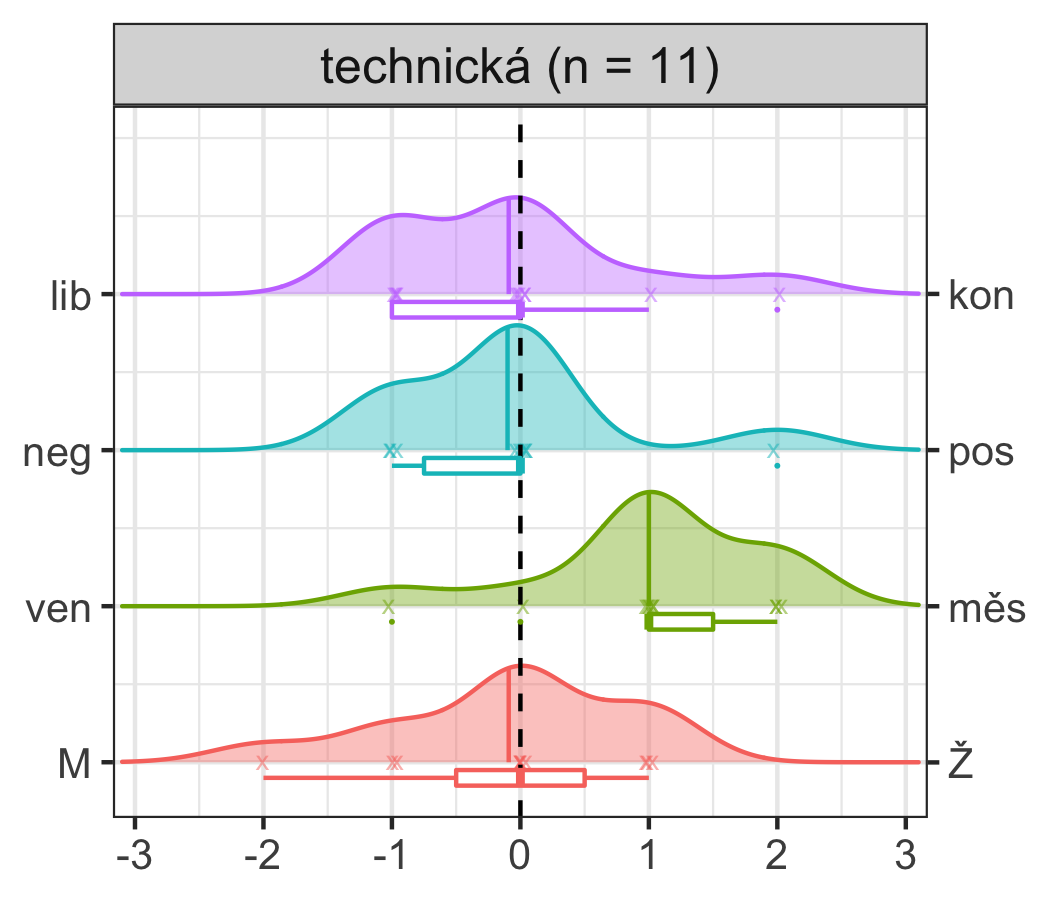 technická (n = 11)
lib kon
neg pos
ven měs
M Ž
-3 -2 -1 0 1 2 3